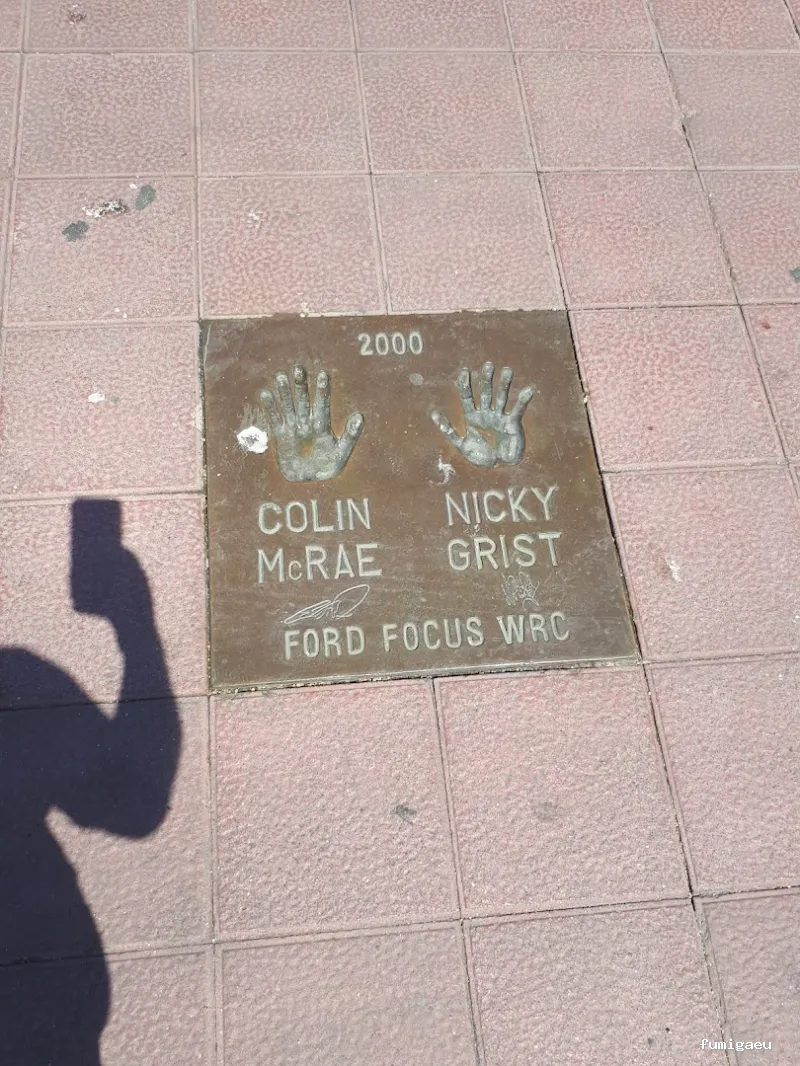 2000
COLIN NICKY
McRAE GRIST
FORD FOCUS WRC
fumigaeu